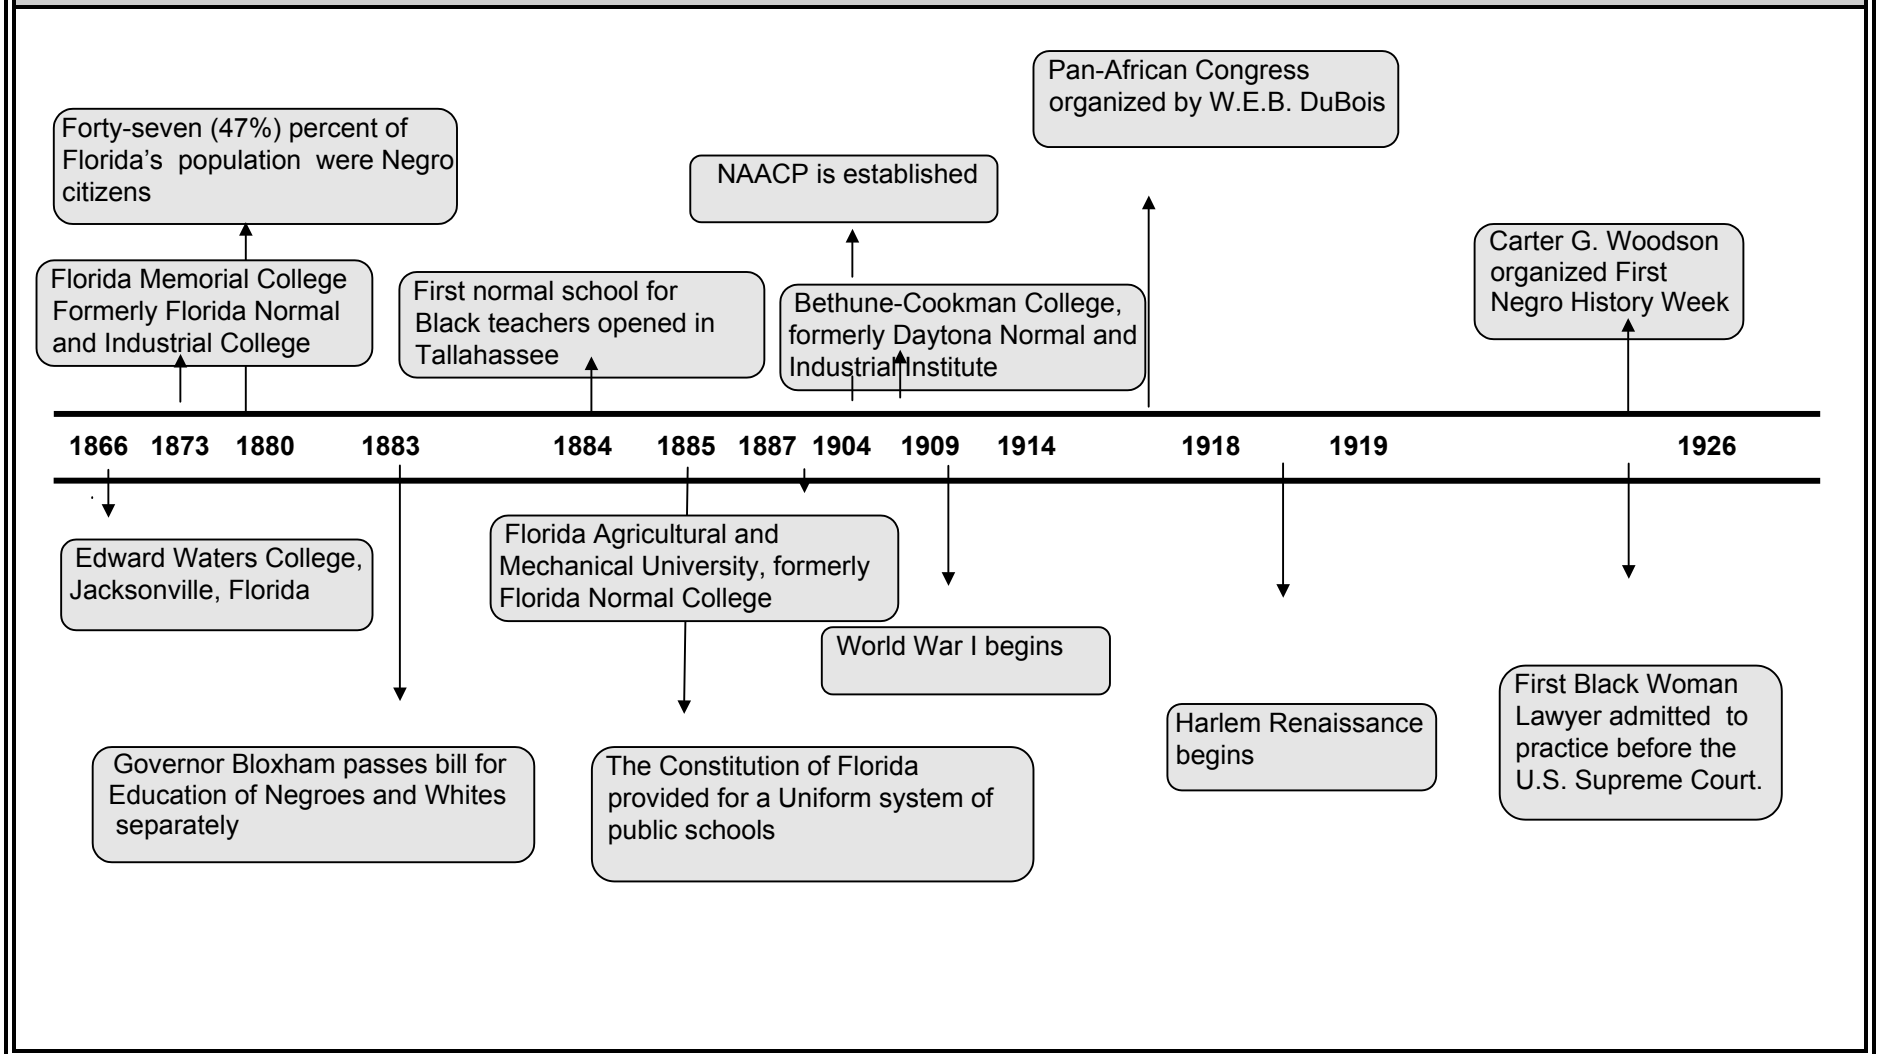 Pan-African Congress
organized by W.E.B. DuBois
Forty-seven (47%) percent of
Florida's population were Negro
citizens
NAACP is established
Carter G. Woodson
organized First
Negro History Week
Florida Memorial College
Formerly Florida Normal
and Industrial College
First normal school for
Black teachers opened in
Tallahassee
Bethune-Cookman College,
formerly Daytona Normal and
Industrial Institute
1866 1873 1880 1883 1884 1885 1887 1904 1909 1914 1918 1919 1926
Edward Waters College,
Jacksonville, Florida
Florida Agricultural and
Mechanical University, formerly
Florida Normal College
World War I begins
First Black Woman
Lawyer admitted to
practice before the
U.S. Supreme Court.
Harlem Renaissance
begins
Governor Bloxham passes bill for
Education of Negroes and Whites
separately
The Constitution of Florida
provided for a Uniform system of
public schools